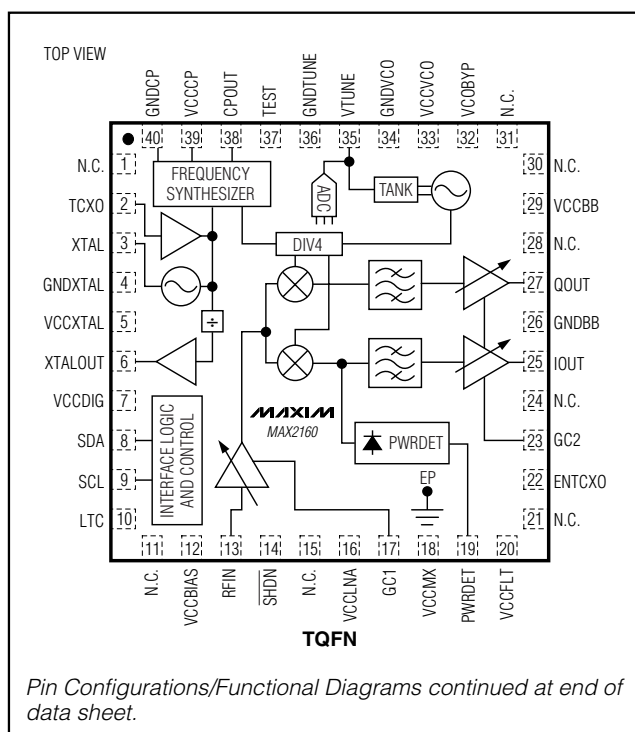 TOP VIEW
GNDCP
VCCCP
CPOUT
TEST
GNDTUNE
VTUNE
GNDVCO
VCCVCO
VCOBYP
N.C.
40 39 38 37 36 35 34 33 32 31
N.C. 1
TCXO 2
XTAL 3
GNDXTAL 4
VCCXTAL 5
XTALOUT 6
VCCDIG 7
SDA 8
SCL 9
LTC 10
30 N.C.
29 VCCBB
28 N.C.
27 QOUT
26 GNDBB
25 IOUT
24 N.C.
23 GC2
22 ENTCXO
21 N.C.
FREQUENCY
SYNTHESIZER
ADC
TANK
DIV4
÷
MAXIM
MAX2160
INTERFACE LOGIC
AND CONTROL
PWRDET
EP
11 12 13 14 15 16 17 18 19 20
N.C.
VCCBIAS
RFIN
SHDN
N.C.
VCCLNA
GC1
VCCMX
PWRDET
VCCFLT
TQFN
Pin Configurations/Functional Diagrams continued at end of
data sheet.